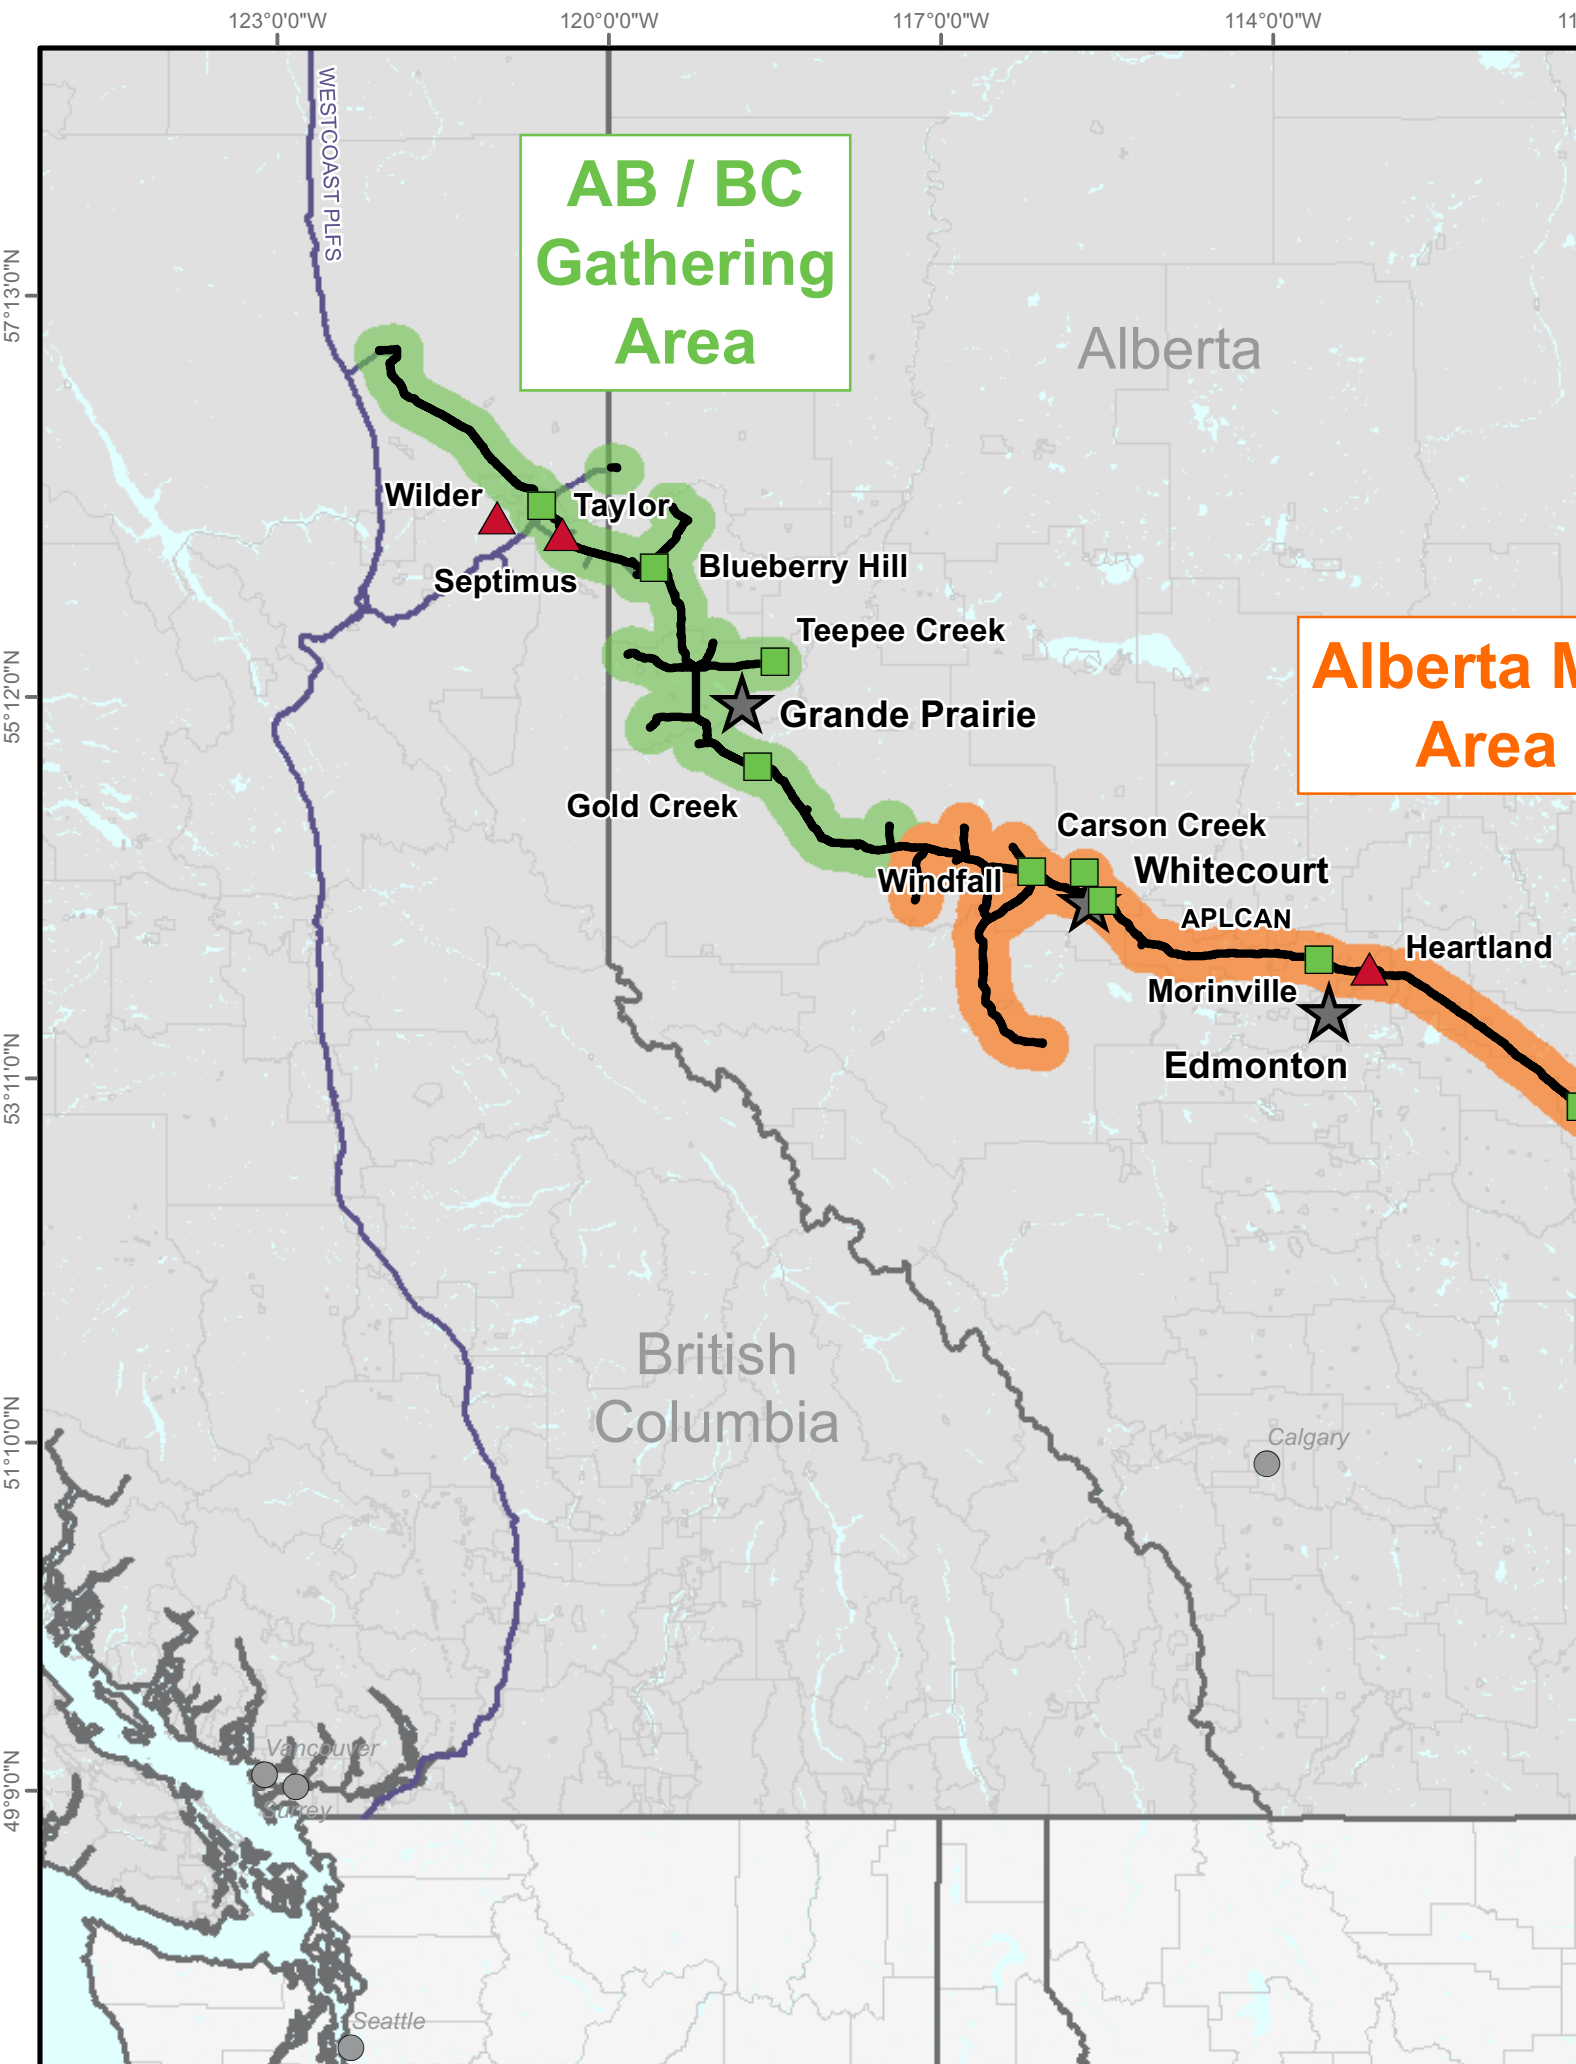 123°0'0"W
120°0'0"W
117°0'0"W
114°0'0"W
11
WESTCOAST PLFS
AB / BC
Gathering
Area
57°13'0"N
Alberta
Wilder
Taylor
Septimus
Blueberry Hill
Teepee Creek
Alberta M
Area
55°12'0"N
Grande Prairie
Gold Creek
Carson Creek
Windfall
Whitecourt
APLCAN
Heartland
Morinville
Edmonton
53°11'0"N
British
Columbia
51°10'0"N
Calgary
Vancouver
49°9'0"N
Surrey
Seattle